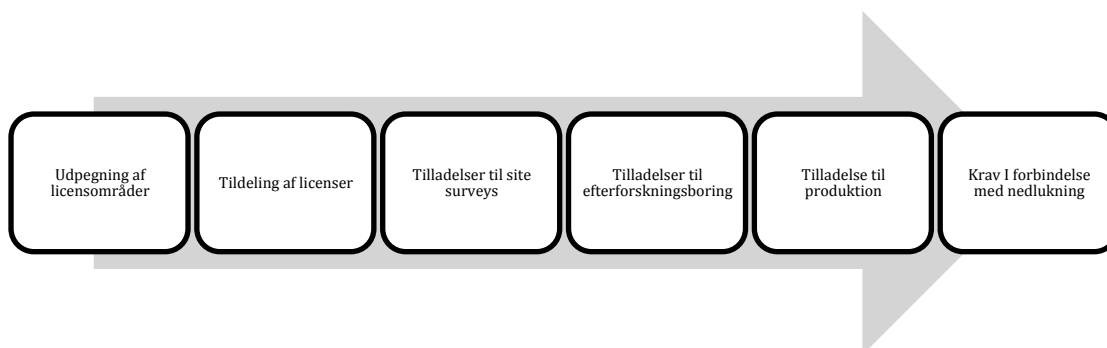 Udpegning af
licensområder
Tildeling af licenser
Tilladelser til site
surveys
Tilladelser til
efterforskningsboring
Tilladelse til
produktion
Krav I forbindelse
med nedlukning